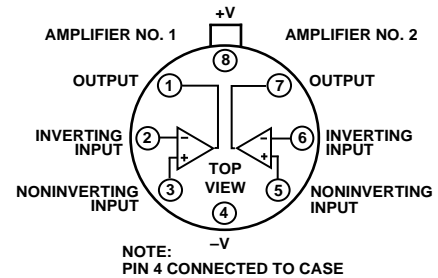 +V
AMPLIFIER NO. 1
AMPLIFIER NO. 2
8
OUTPUT
1
7
OUTPUT
INVERTING
INPUT
2
−
+
−
+
6
INVERTING
INPUT
TOP
VIEW
NONINVERTING
INPUT
3
5
NONINVERTING
INPUT
4
–V
NOTE:
PIN 4 CONNECTED TO CASE